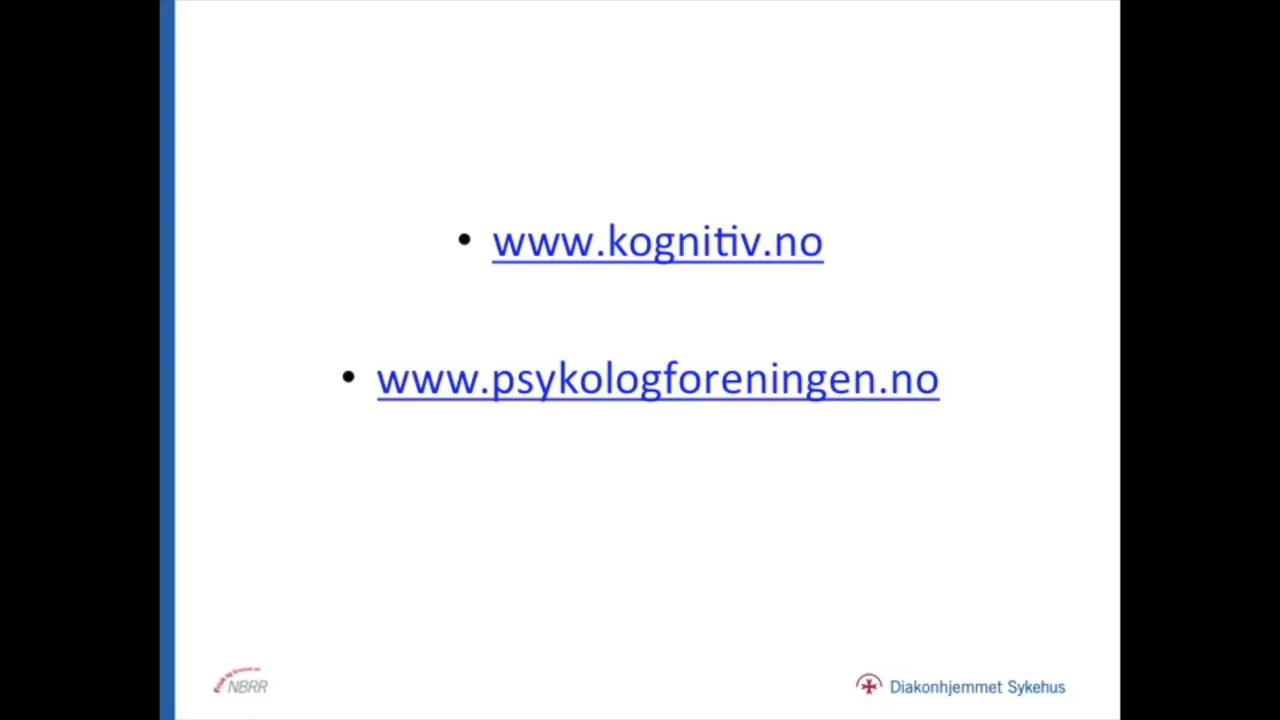 • www.kognitiv.no
• www.psykologforeningen.no
NBRR
Diakonhjemmet Sykehus